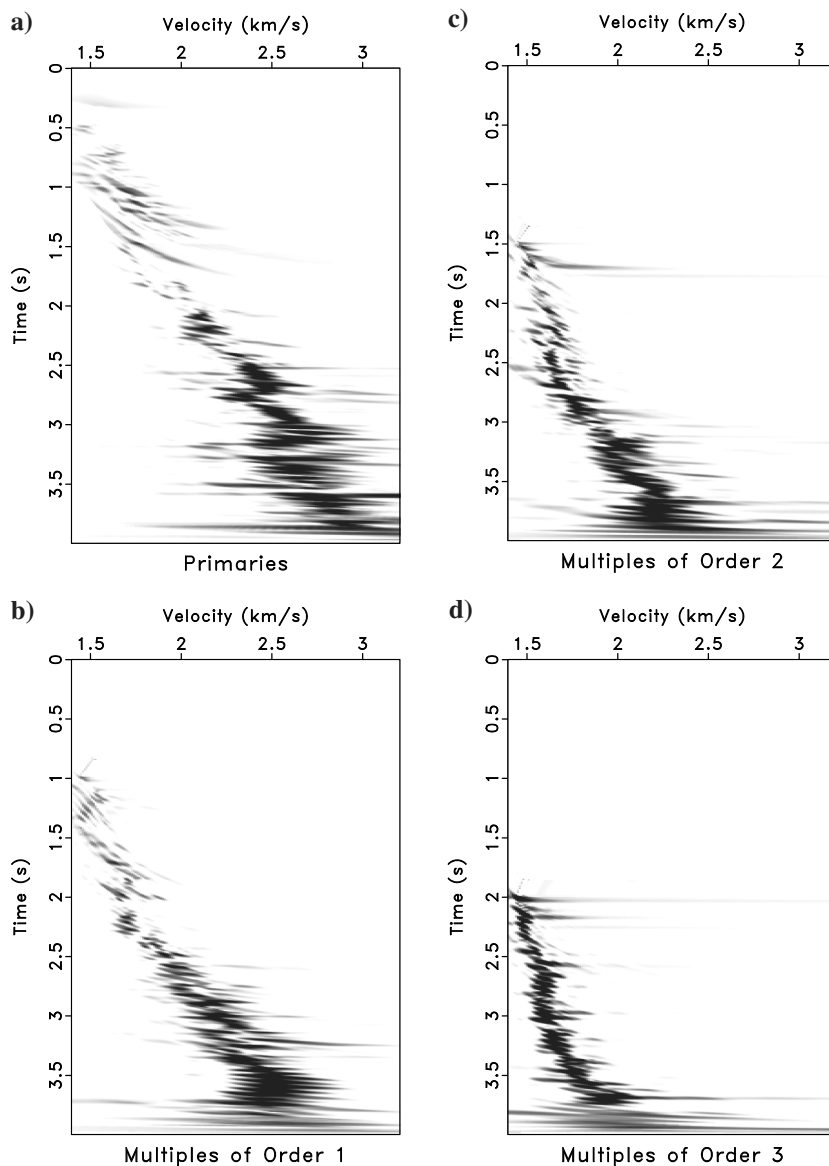 a)
Velocity (km/s)
1.5 2 2.5 3
0
0.5
1
1.5
2
2.5
3
3.5
Time (s)
Primaries
c)
Velocity (km/s)
1.5 2 2.5 3
0
0.5
1
1.5
2
2.5
3
3.5
Time (s)
Multiples of Order 2
b)
Velocity (km/s)
1.5 2 2.5 3
0
0.5
1
1.5
2
2.5
3
3.5
Time (s)
Multiples of Order 1
d)
Velocity (km/s)
1.5 2 2.5 3
0
0.5
1
1.5
2
2.5
3
3.5
Time (s)
Multiples of Order 3